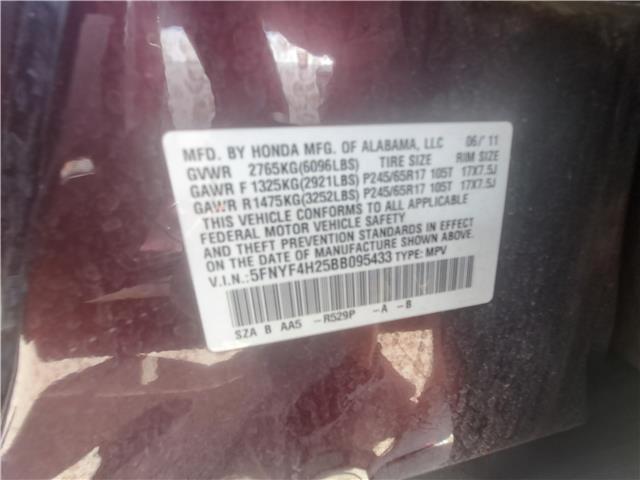 MFD. BY HONDA MFG. OF ALABAMA, LLC 06/'11
GVWR 2765KG(6096LBS) TIRE SIZE RIM SIZE
GAWR F 1325KG(2921LBS) P245/65R17 105T 17X7.5J
GAWR R 1475KG(3252LBS) P245/65R17 105T 17X7.5J
THIS VEHICLE CONFORMS TO ALL APPLICABLE
FEDERAL MOTOR VEHICLE SAFETY
AND THEFT PREVENTION STANDARDS IN EFFECT
ON THE DATE OF MANUFACTURE SHOWN ABOVE.
V.I.N.:5FNYF4H25BB095433 TYPE: MPV
SZA B AA5 -R529P -A -B